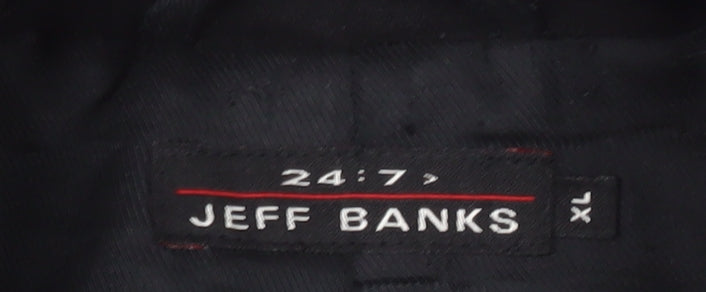 24:7>
JEFF BANKS
XL